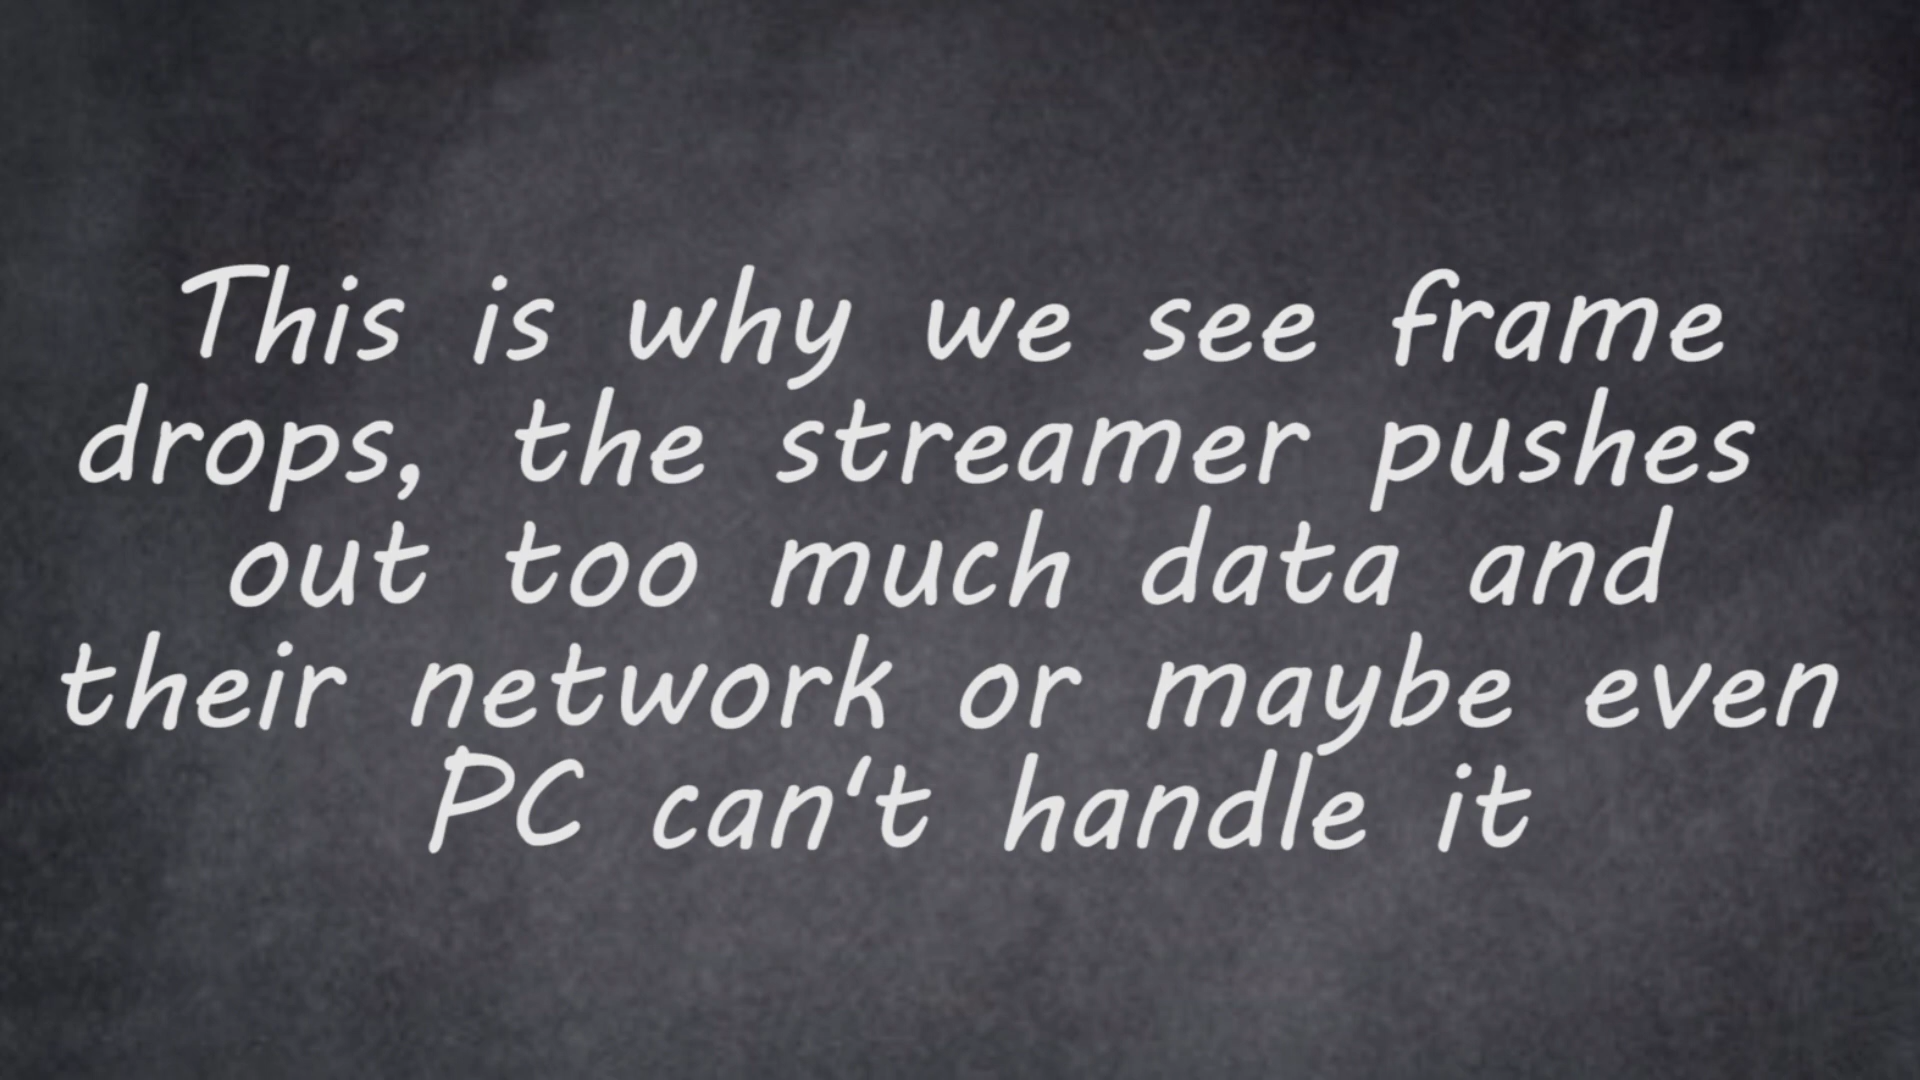 This is why we see frame
drops, the streamer pushes
out too much data and
their network or maybe even
PC can't handle it